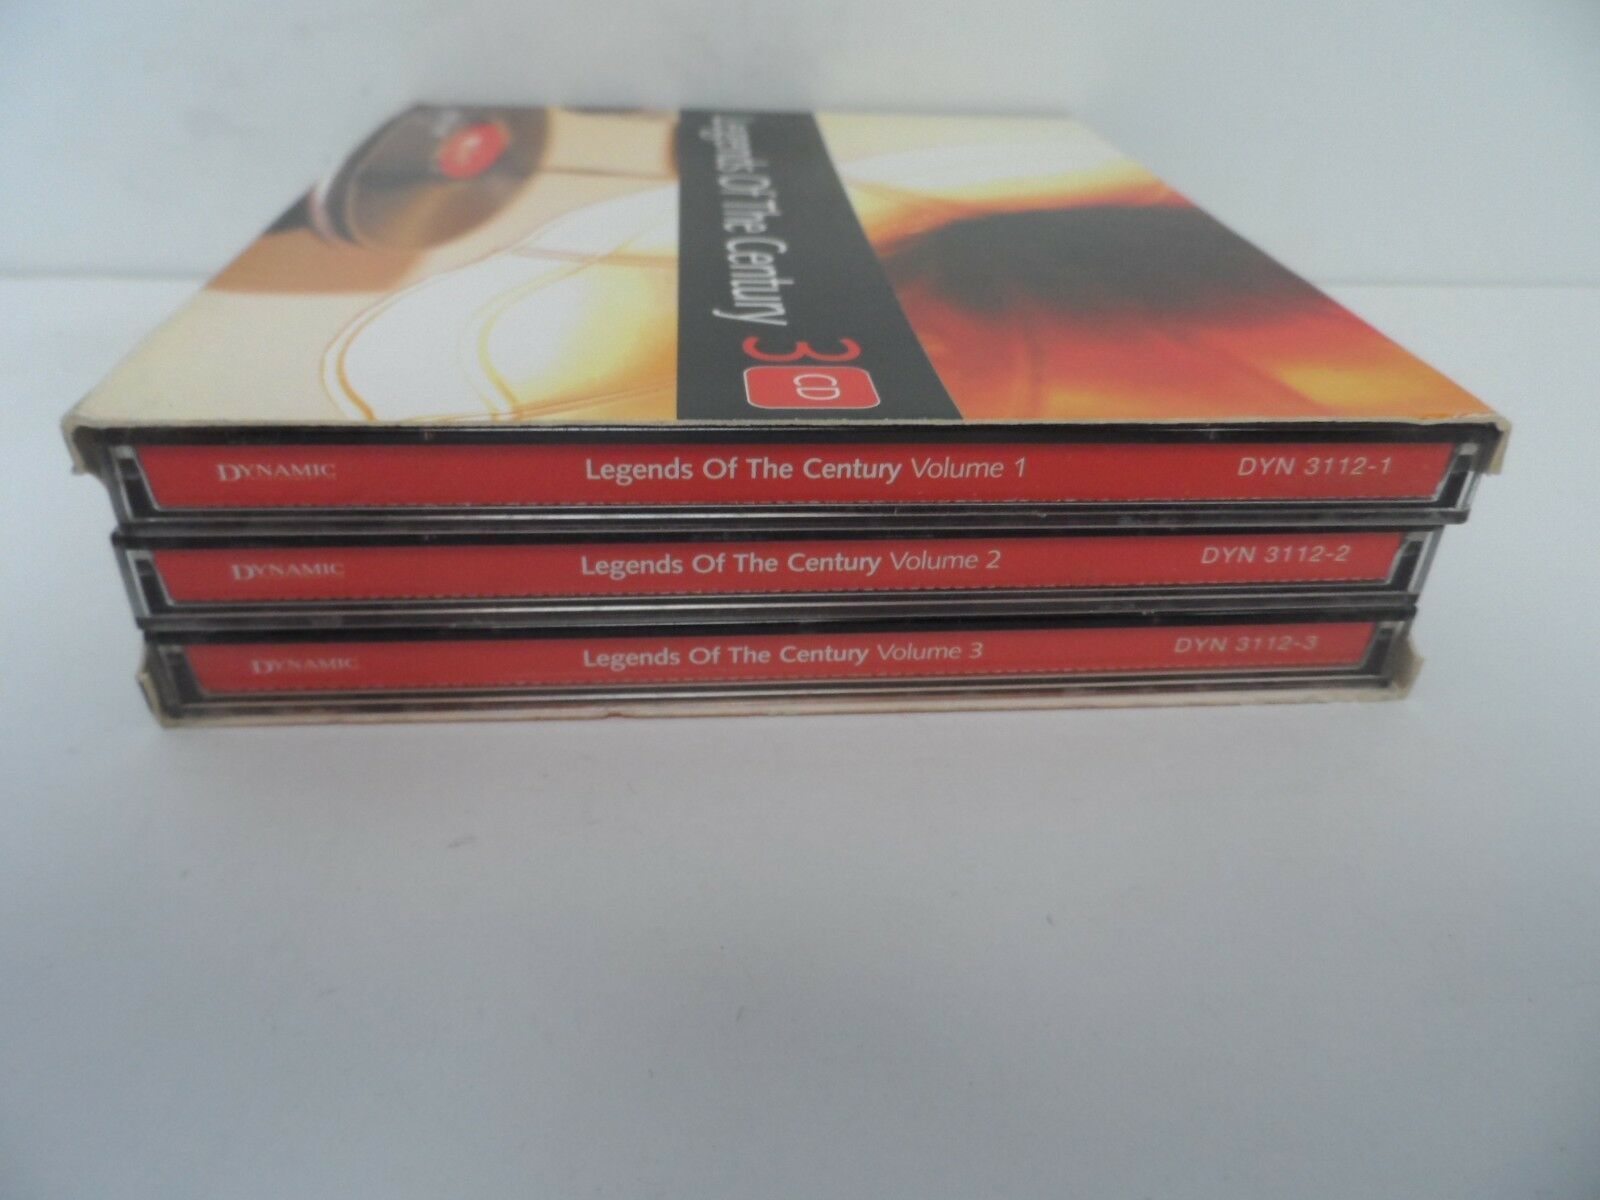 Legends Of The Century
3 CD
DYNAMIC Legends Of The Century Volume 1 DYN 3112-1
DYNAMIC Legends Of The Century Volume 2 DYN 3112-2
DYNAMIC Legends Of The Century Volume 3 DYN 3112-3